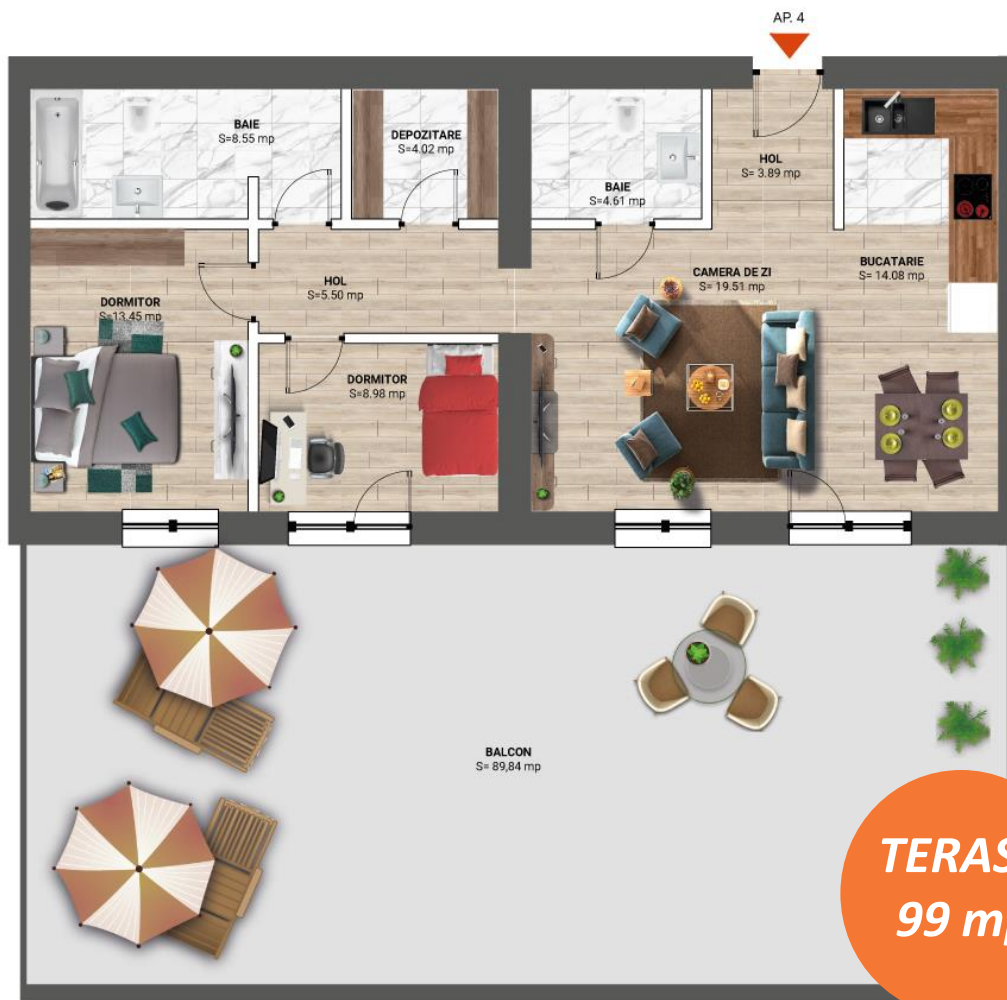 AP. 4
BAIE
S=8.55 mp
DEPOZITARE
S=4.02 mp
BAIE
S=4.61 mp
HOL
S= 3.89 mp
BUCATARIE
S= 14.08 mp
CAMERA DE ZI
S= 19.51 mp
HOL
S=5.50 mp
DORMITOR
S=13.45 mp
DORMITOR
S=8.98 mp
BALCON
S= 89,84 mp
TERAS
99 m